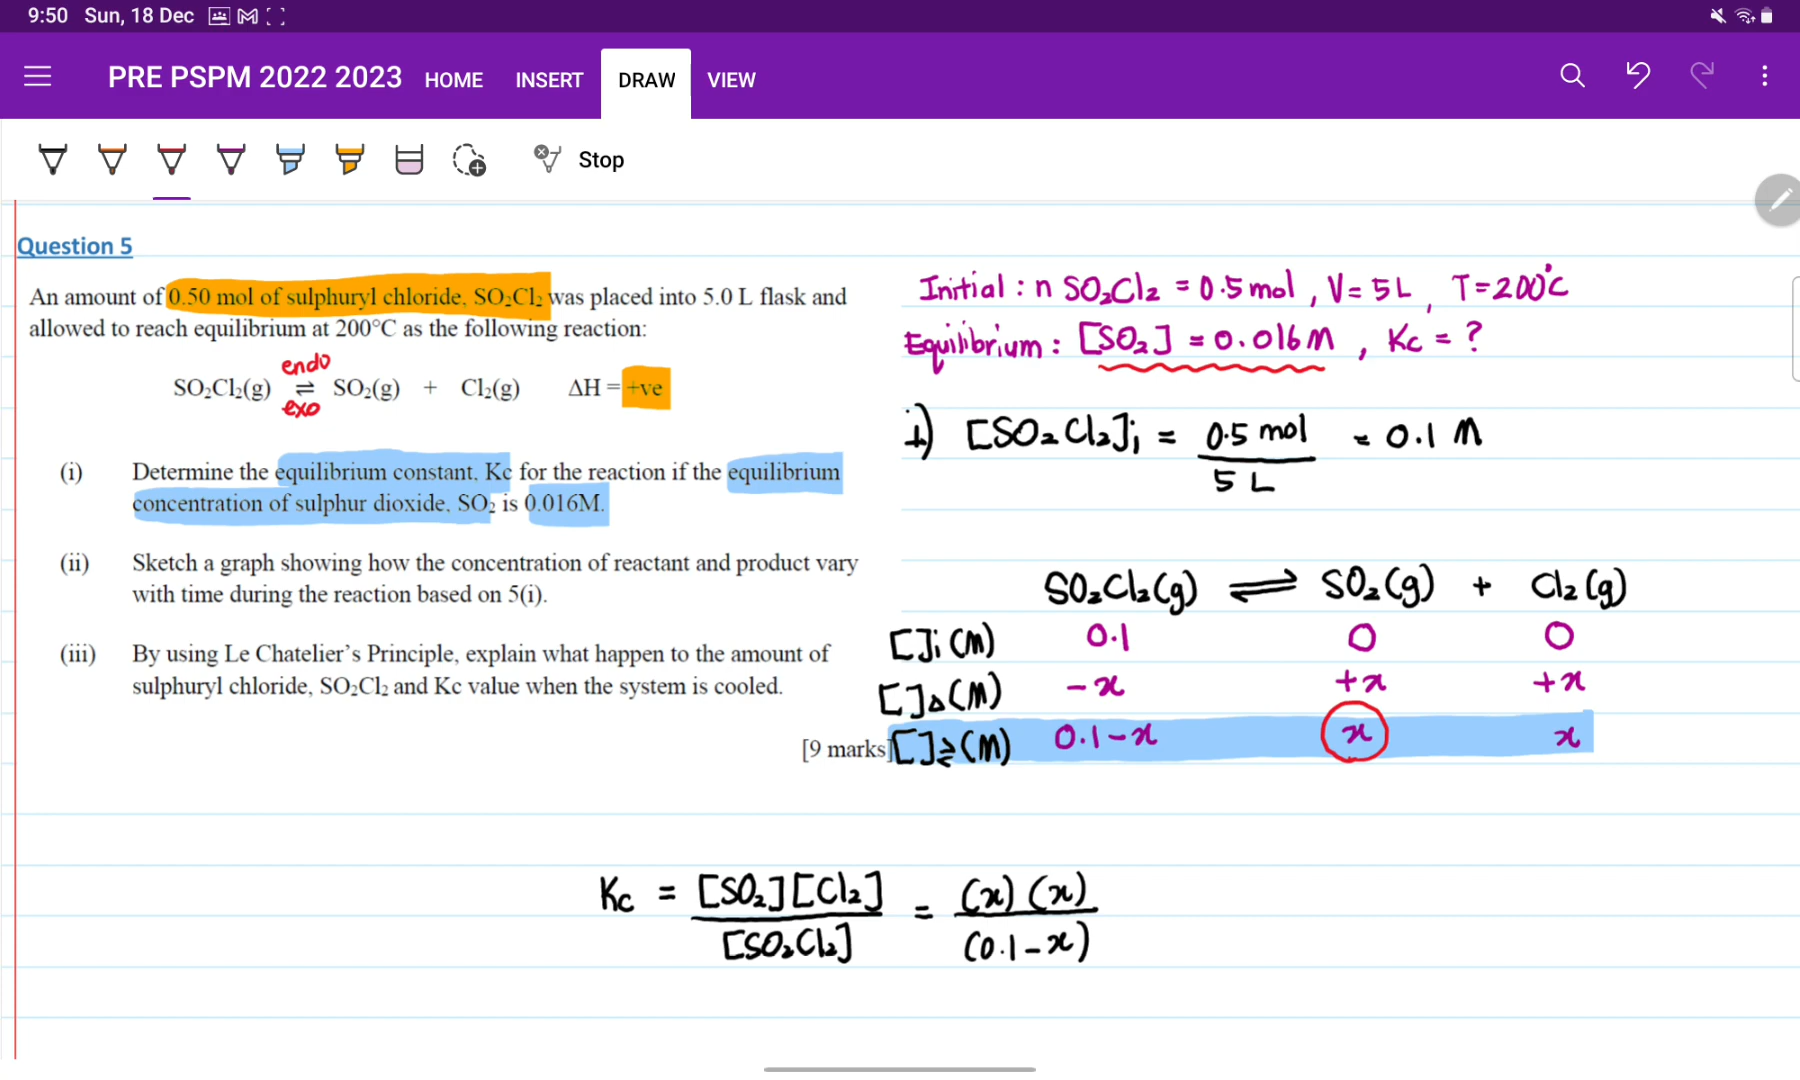 9:50 Sun, 18 Dec
PRE PSPM 2022 2023 HOME INSERT DRAW VIEW
Stop
Question 5
An amount of 0.50 mol of sulphuryl chloride, SO₂Cl₂ was placed into 5.0 L flask and
allowed to reach equilibrium at 200°C as the following reaction:
endo
SO₂Cl₂(g) ⇌ SO₂(g) + Cl₂(g) ΔH = +ve
exo
(i) Determine the equilibrium constant, Kc for the reaction if the equilibrium
concentration of sulphur dioxide, SO₂ is 0.016M.
(ii) Sketch a graph showing how the concentration of reactant and product vary
with time during the reaction based on 5(i).
(iii) By using Le Chatelier's Principle, explain what happen to the amount of
sulphuryl chloride, SO₂Cl₂ and Kc value when the system is cooled.
[9 marks]
Initial : n SO₂Cl₂ = 0.5 mol, V = 5 L, T = 200°C
Equilibrium : [SO₂] = 0.016 M, Kc = ?
i) [SO₂Cl₂]i = 0.5 mol = 0.1 M
5 L
SO₂Cl₂(g) ⇌ SO₂(g) + Cl₂(g)
[]i (M) 0.1 0 0
[]Δ(M) -x +x +x
[]⇌(M) 0.1-x x x
Kc = [SO₂][Cl₂] = (x)(x)
[SO₂Cl₂] (0.1-x)